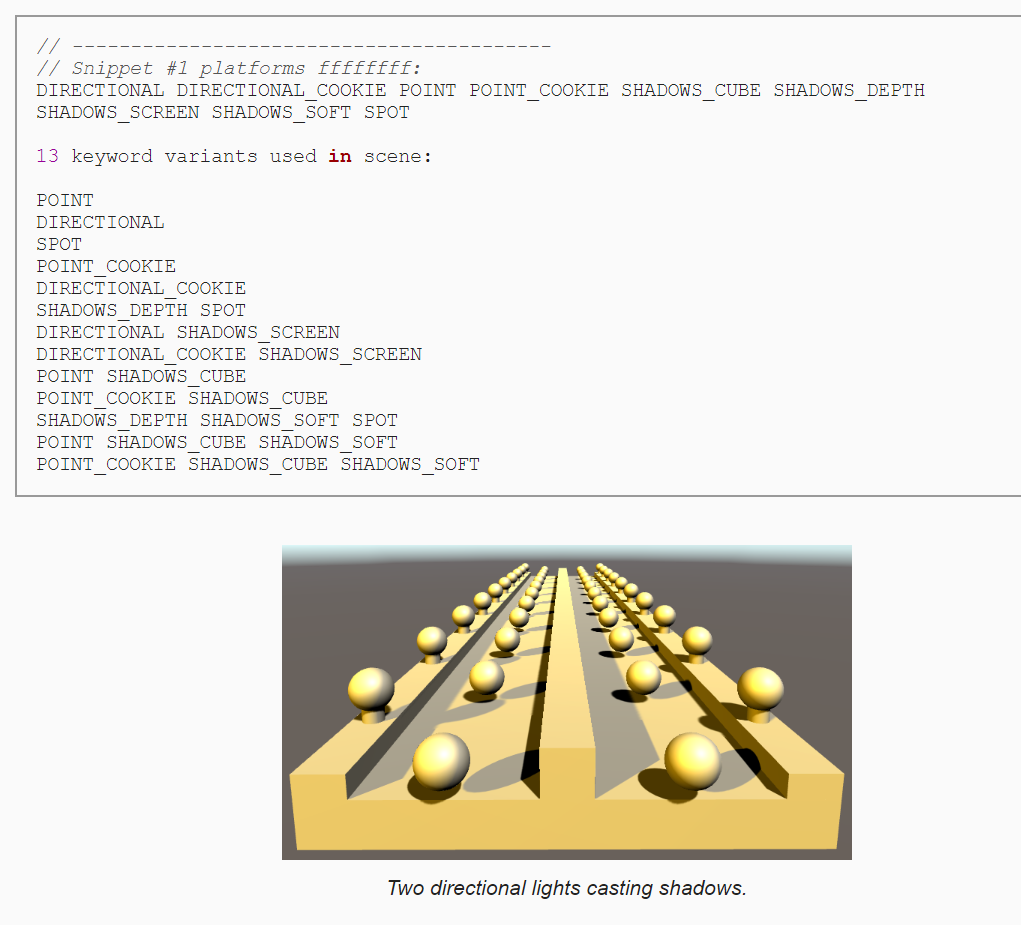 // -----------------------------------------
// Snippet #1 platforms ffffffff:
DIRECTIONAL DIRECTIONAL_COOKIE POINT POINT_COOKIE SHADOWS_CUBE SHADOWS_DEPTH
SHADOWS_SCREEN SHADOWS_SOFT SPOT
13 keyword variants used in scene:
POINT
DIRECTIONAL
SPOT
POINT_COOKIE
DIRECTIONAL_COOKIE
SHADOWS_DEPTH SPOT
DIRECTIONAL SHADOWS_SCREEN
DIRECTIONAL_COOKIE SHADOWS_SCREEN
POINT SHADOWS_CUBE
POINT_COOKIE SHADOWS_CUBE
SHADOWS_DEPTH SHADOWS_SOFT SPOT
POINT SHADOWS_CUBE SHADOWS_SOFT
POINT_COOKIE SHADOWS_CUBE SHADOWS_SOFT
Two directional lights casting shadows.